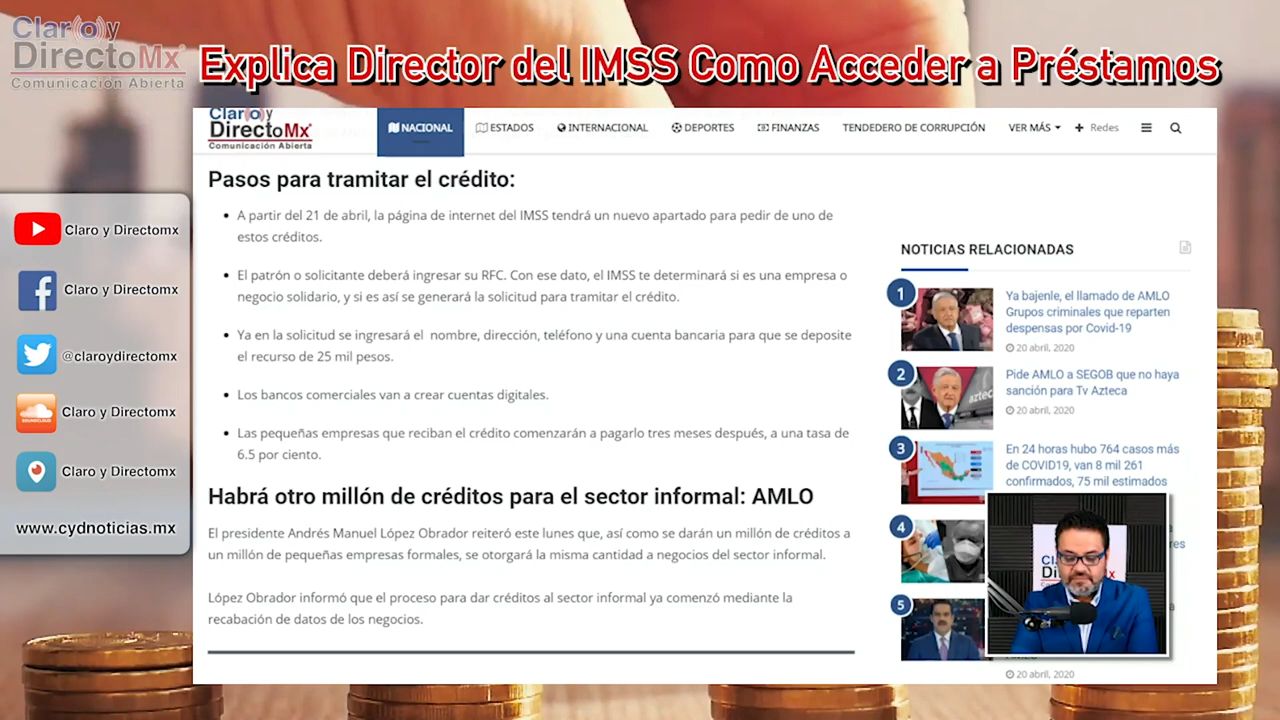 Claro y
DirectoMx
Comunicación Abierta
Explica Director del IMSS Como Acceder a Préstamos
Claro y
DirectoMx
Comunicación Abierta
NACIONAL
ESTADOS
INTERNACIONAL
DEPORTES
FINANZAS
TENDEDERO DE CORRUPCIÓN
VER MÁS
Redes
Claro y Directomx
Claro y Directomx
@claroydirectomx
SOUNDCLOUD
Claro y Directomx
Claro y Directomx
www.cydnoticias.mx
Pasos para tramitar el crédito:
A partir del 21 de abril, la página de internet del IMSS tendrá un nuevo apartado para pedir de uno de
estos créditos.
El patrón o solicitante deberá ingresar su RFC. Con ese dato, el IMSS te determinará si es una empresa o
negocio solidario, y si es así se generará la solicitud para tramitar el crédito.
Ya en la solicitud se ingresará el nombre, dirección, teléfono y una cuenta bancaria para que se deposite
el recurso de 25 mil pesos.
Los bancos comerciales van a crear cuentas digitales.
Las pequeñas empresas que reciban el crédito comenzarán a pagarlo tres meses después, a una tasa de
6.5 por ciento.
Habrá otro millón de créditos para el sector informal: AMLO
El presidente Andrés Manuel López Obrador reiteró este lunes que, así como se darán un millón de créditos a
un millón de pequeñas empresas formales, se otorgará la misma cantidad a negocios del sector informal.
López Obrador informó que el proceso para dar créditos al sector informal ya comenzó mediante la
recabación de datos de los negocios.
NOTICIAS RELACIONADAS
1
Ya bajenle, el llamado de AMLO
Grupos criminales que reparten
despensas por Covid-19
20 abril, 2020
2
Pide AMLO a SEGOB que no haya
sanción para Tv Azteca
20 abril, 2020
3
En 24 horas hubo 764 casos más
de COVID19, van 8 mil 261
confirmados, 75 mil estimados
4
5
20 abril, 2020